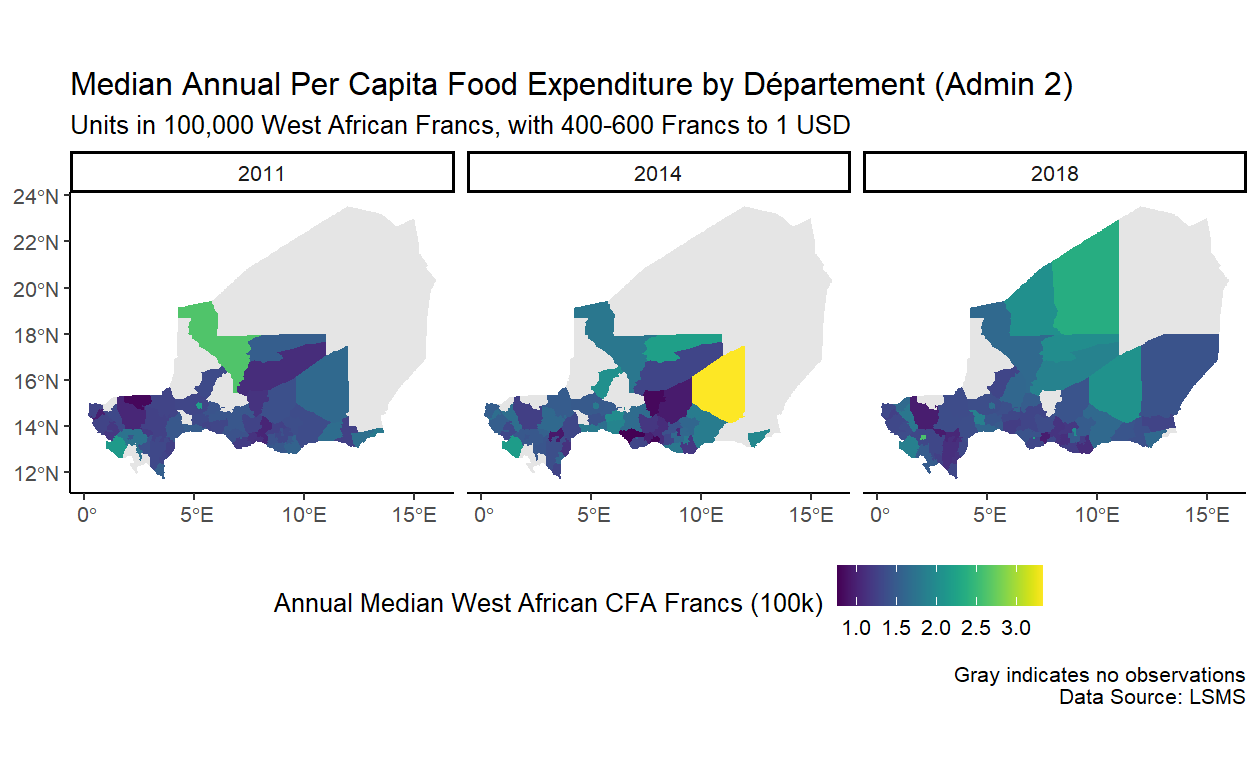 Median Annual Per Capita Food Expenditure by Département (Admin 2)
Units in 100,000 West African Francs, with 400-600 Francs to 1 USD
2011 2014 2018
24°N
22°N
20°N
18°N
16°N
14°N
12°N
0° 5°E 10°E 15°E 0° 5°E 10°E 15°E 0° 5°E 10°E 15°E
Annual Median West African CFA Francs (100k)
1.0 1.5 2.0 2.5 3.0
Gray indicates no observations
Data Source: LSMS